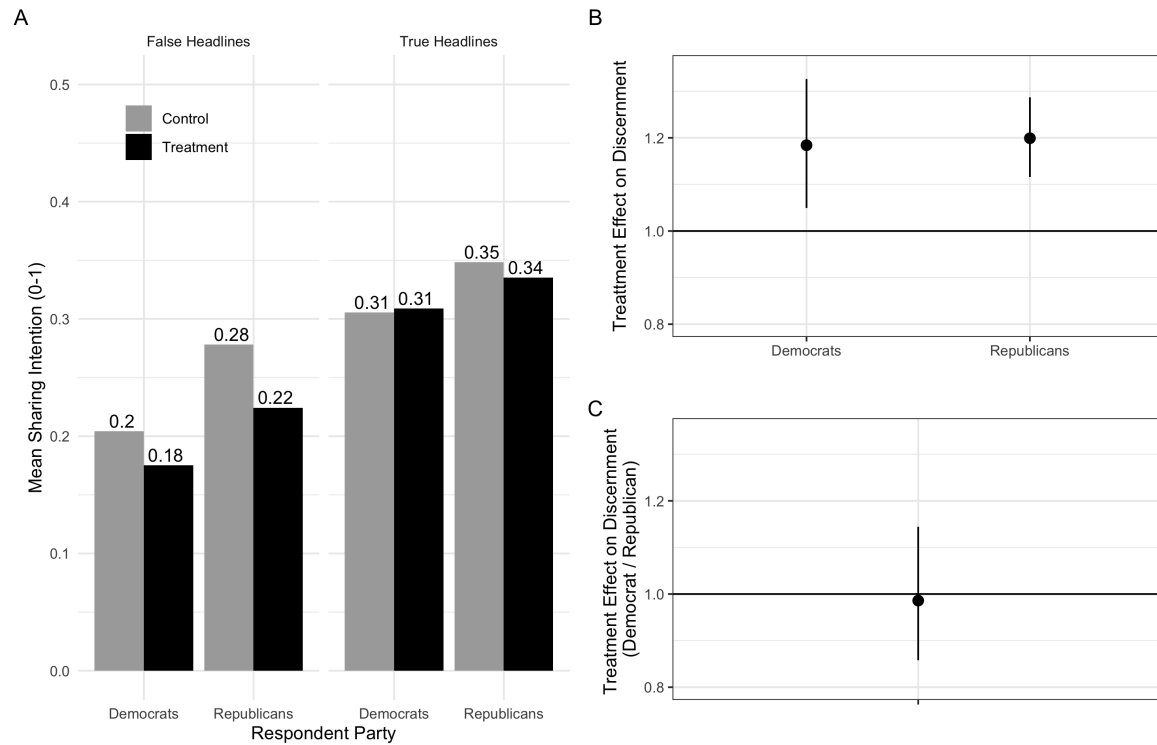 A
False Headlines
True Headlines
Mean Sharing Intention (0-1)
0.5
0.4
0.3
0.2
0.1
0.0
Control
Treatment
0.2
0.18
0.28
0.22
0.31
0.31
0.35
0.34
Democrats
Republicans
Democrats
Republicans
Respondent Party
B
Treattment Effect on Discernment
1.2
1.0
0.8
Democrats
Republicans
C
Treatment Effect on Discernment
(Democrat / Republican)
1.2
1.0
0.8